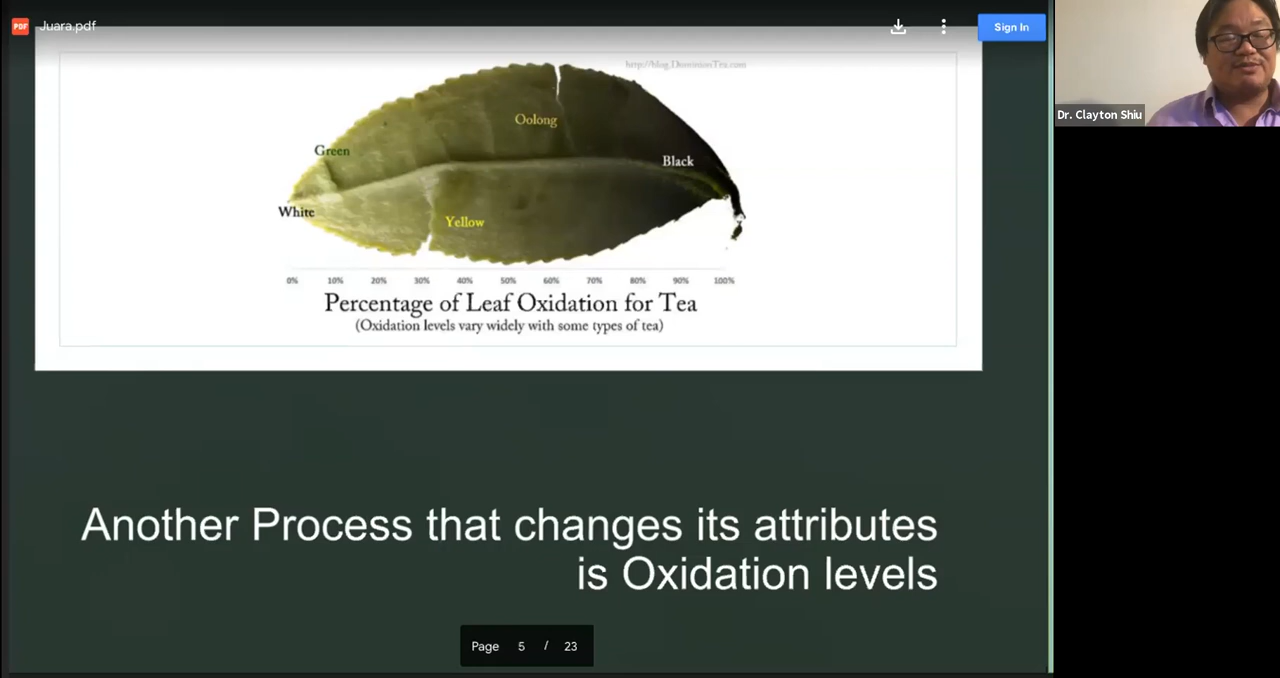 PDF Juara.pdf
Sign In
Dr. Clayton Shiu
http://blog.DominionTea.com
Oolong
Green
Black
White
Yellow
0% 10% 20% 30% 40% 50% 60% 70% 80% 90% 100%
Percentage of Leaf Oxidation for Tea
(Oxidation levels vary widely with some types of tea)
Another Process that changes its attributes
is Oxidation levels
Page 5 / 23